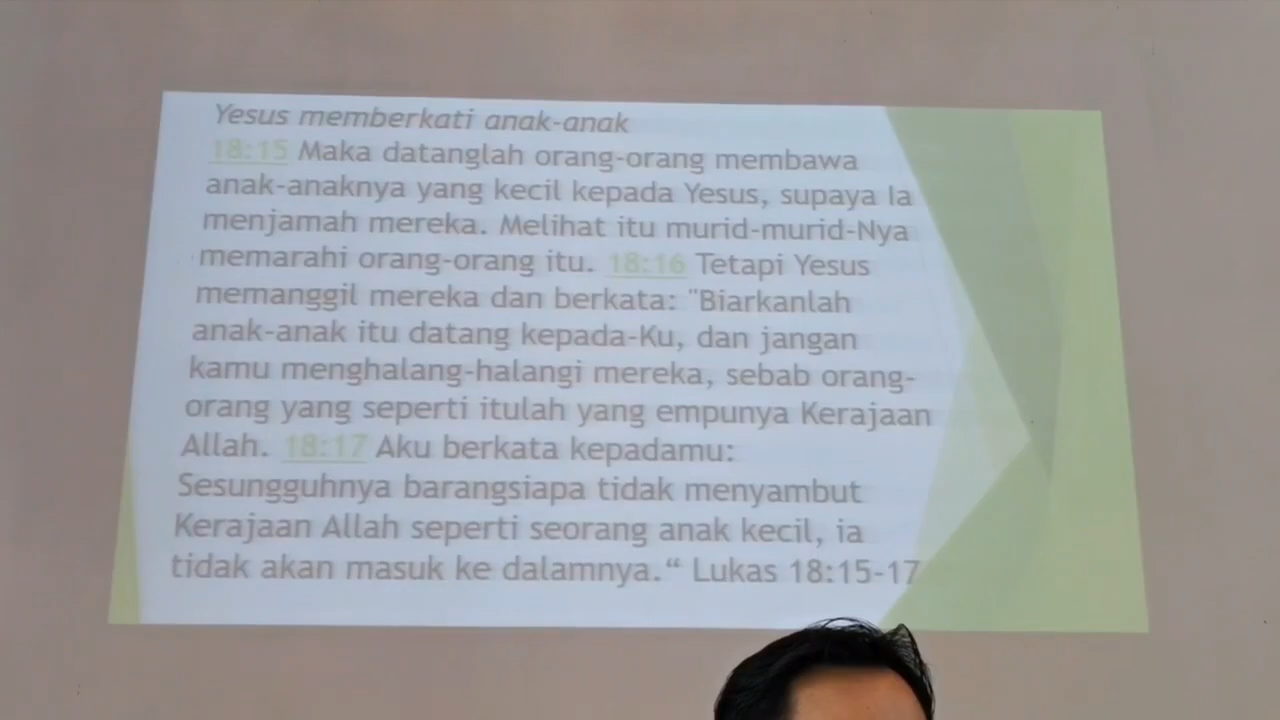 Yesus memberkati anak-anak
18:15 Maka datanglah orang-orang membawa
anak-anaknya yang kecil kepada Yesus, supaya Ia
menjamah mereka. Melihat itu murid-murid-Nya
memarahi orang-orang itu. 18:16 Tetapi Yesus
memanggil mereka dan berkata: "Biarkanlah
anak-anak itu datang kepada-Ku, dan jangan
kamu menghalang-halangi mereka, sebab orang-
orang yang seperti itulah yang empunya Kerajaan
Allah. 18:17 Aku berkata kepadamu:
Sesungguhnya barangsiapa tidak menyambut
Kerajaan Allah seperti seorang anak kecil, ia
tidak akan masuk ke dalamnya.“ Lukas 18:15-17